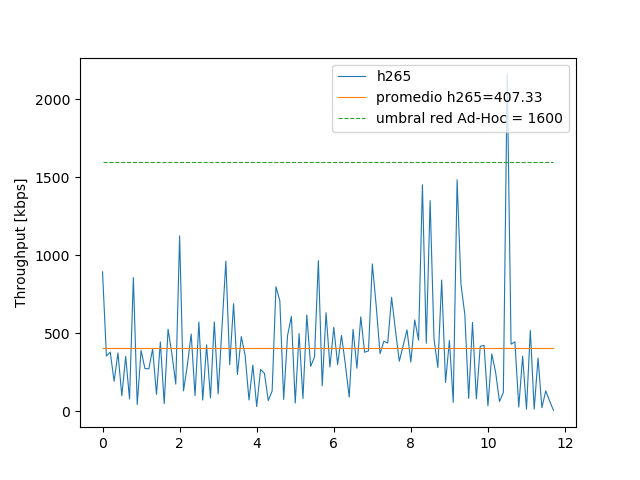 h265
promedio h265=407.33
umbral red Ad-Hoc = 1600
2000
1500
1000
500
0
Throughput [kbps]
0 2 4 6 8 10 12